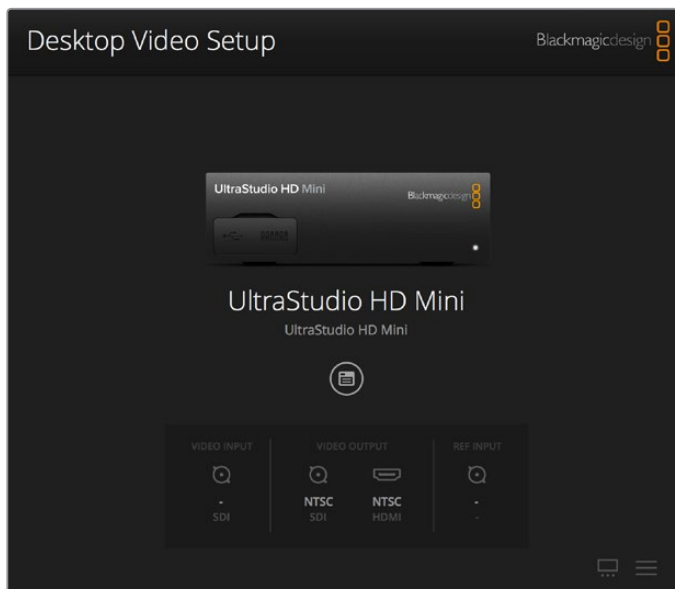 Desktop Video Setup
Blackmagicdesign
UltraStudio HD Mini
Blackmagicdesign
UltraStudio HD Mini
UltraStudio HD Mini
VIDEO INPUT VIDEO OUTPUT REF INPUT
- NTSC NTSC -
SDI SDI HDMI -